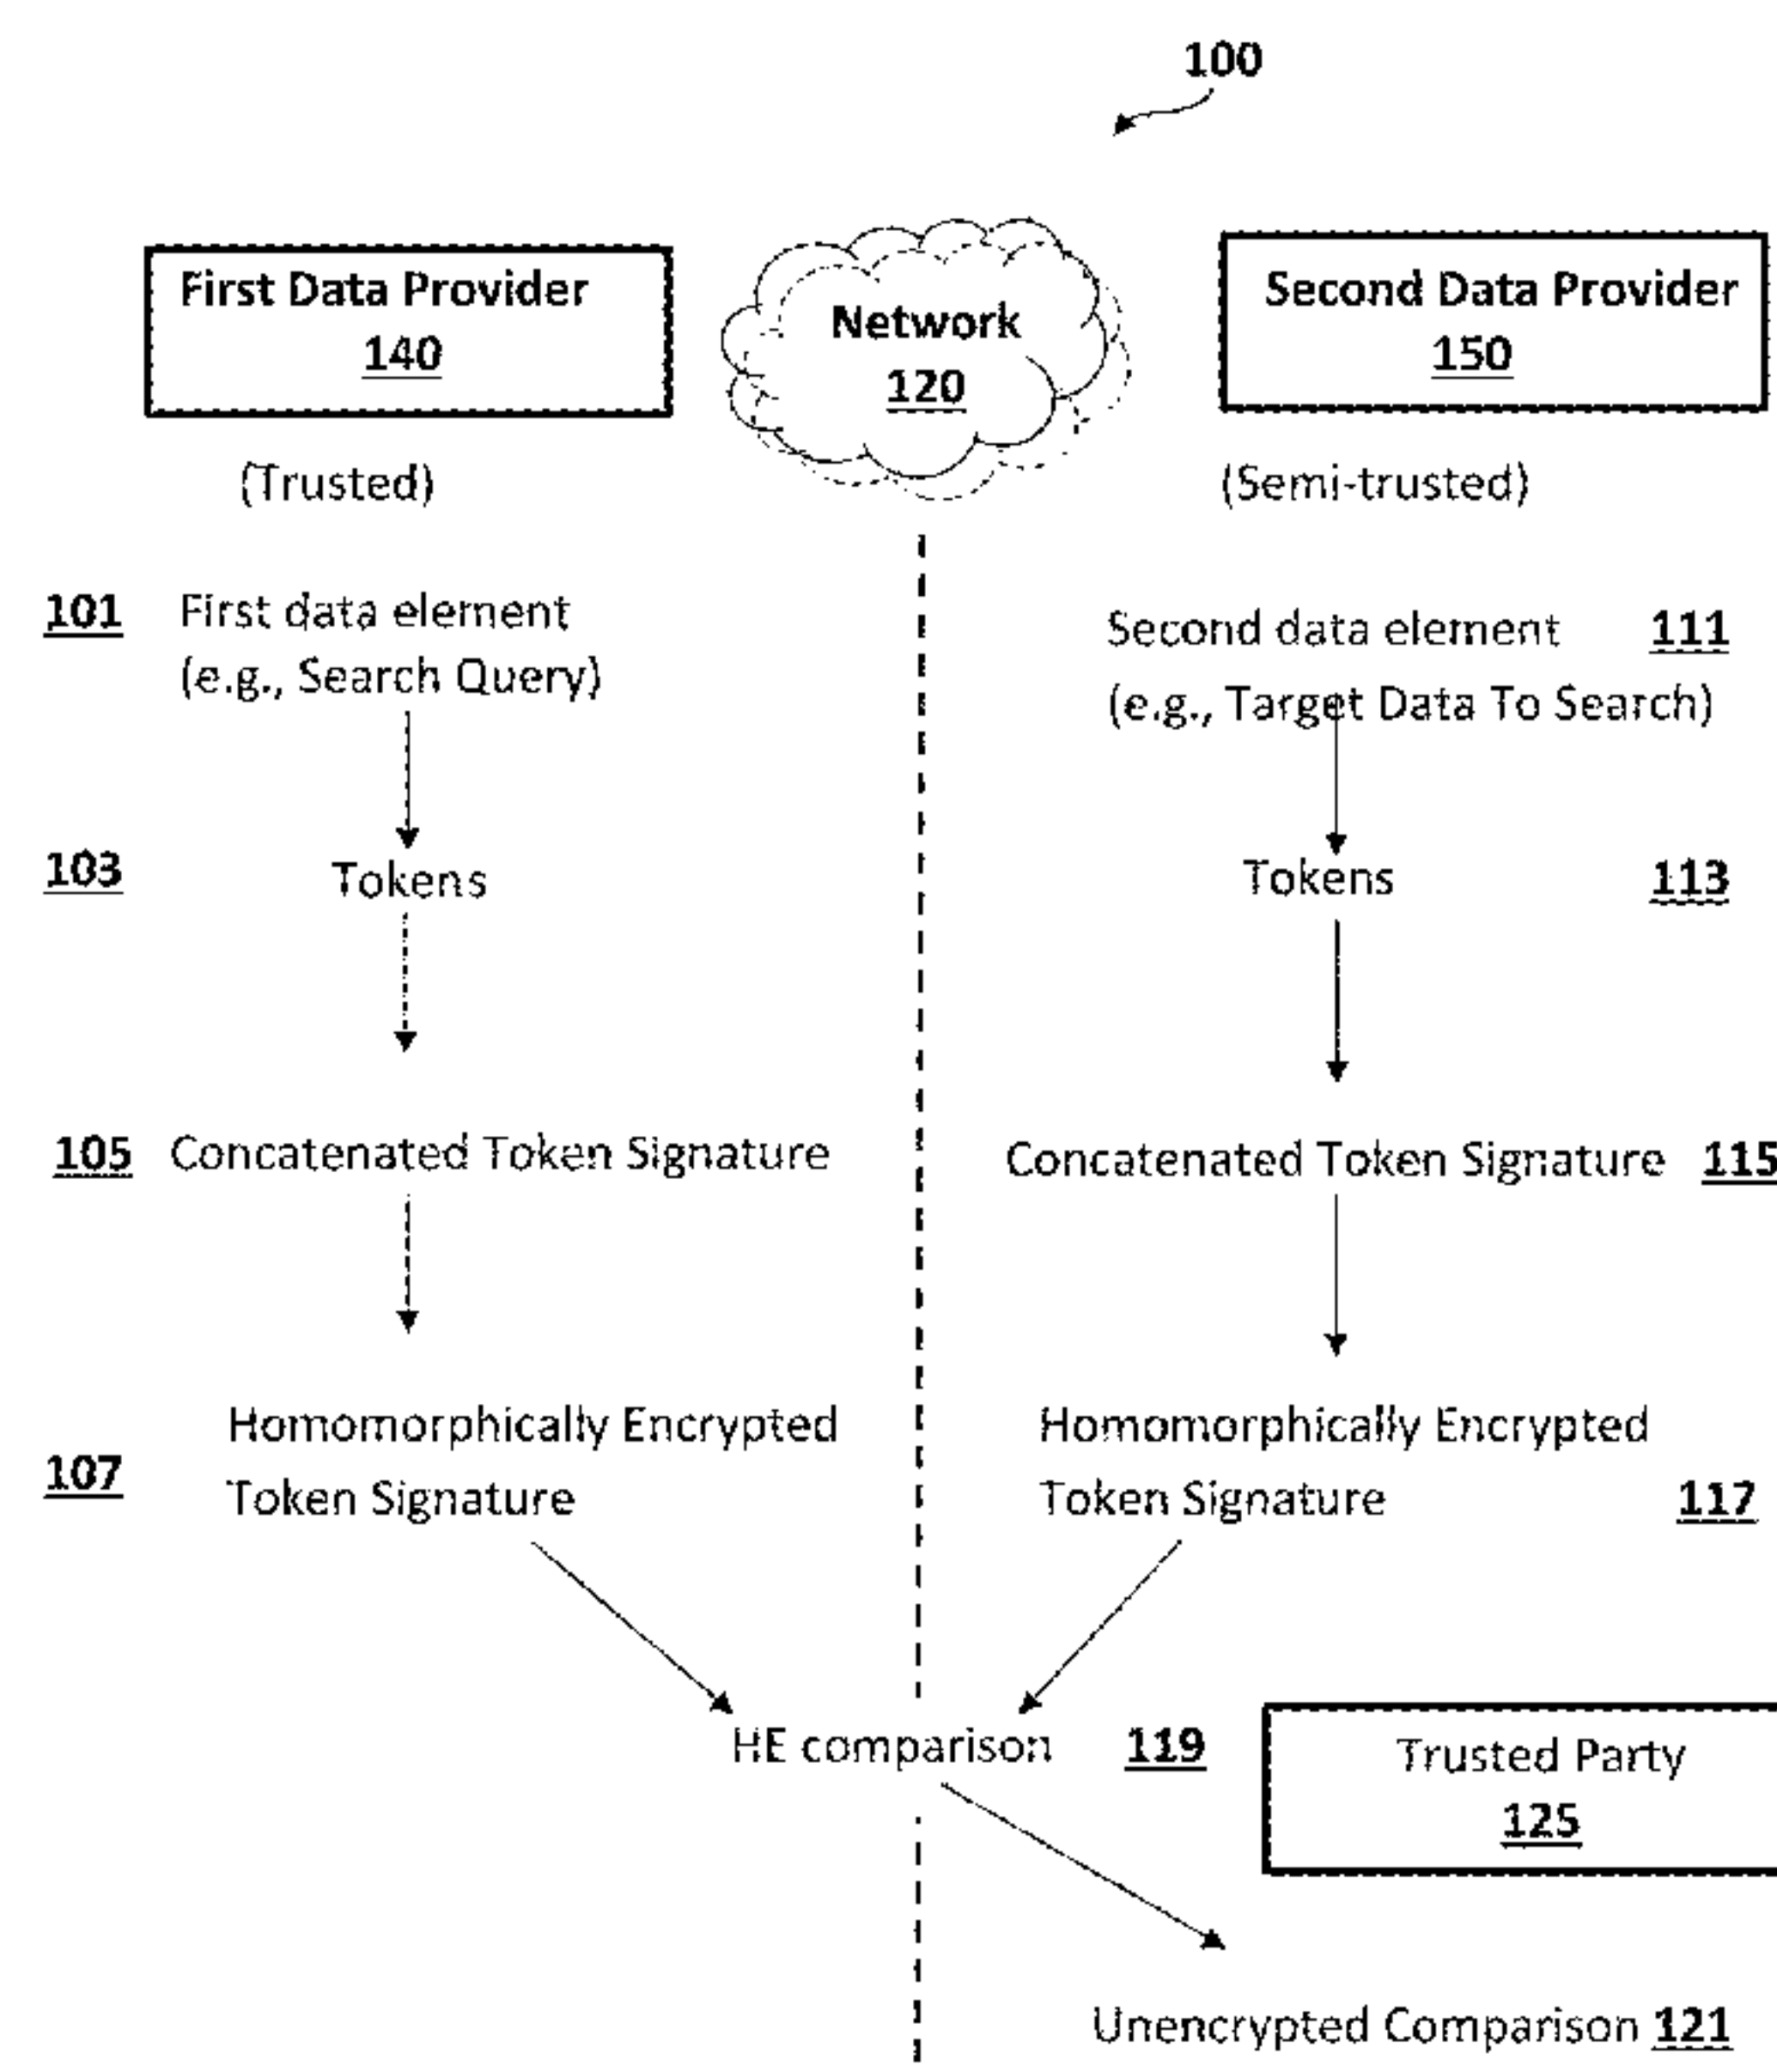 100
First Data Provider
140
Network
120
Second Data Provider
150
(Trusted)
(Semi-trusted)
101 First data element
(e.g., Search Query)
Second data element 111
(e.g., Target Data To Search)
103 Tokens
Tokens 113
105 Concatenated Token Signature
Concatenated Token Signature 115
107 Homomorphically Encrypted
Token Signature
Homomorphically Encrypted
Token Signature 117
HE comparison 119
Trusted Party
125
Unencrypted Comparison 121